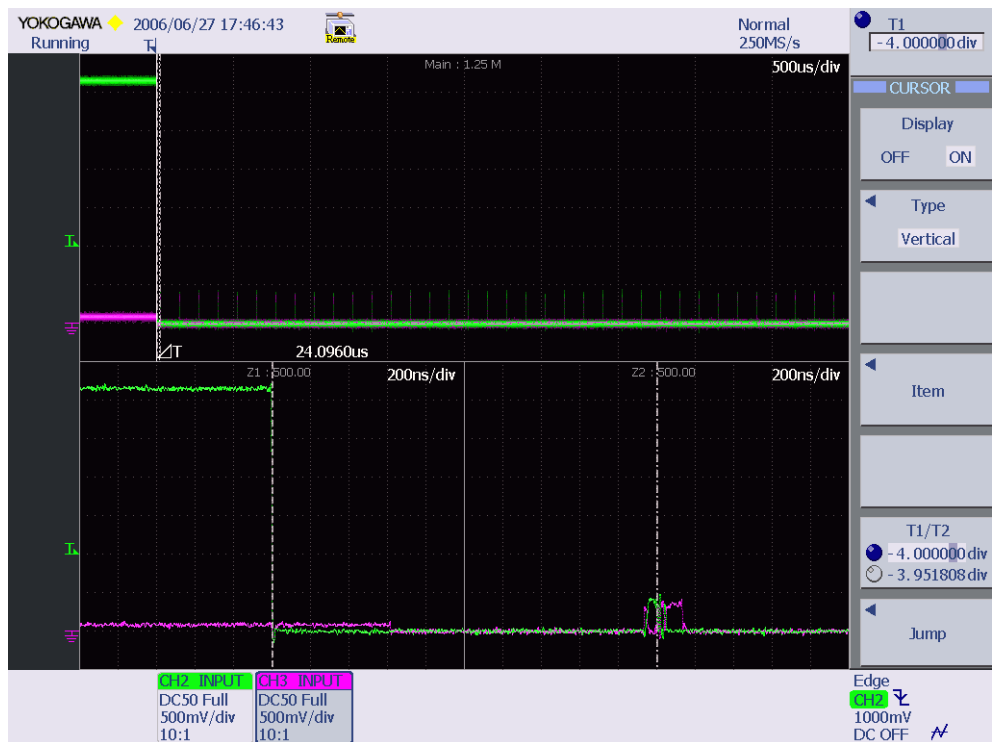 YOKOGAWA 2006/06/27 17:46:43
Running
Remote
Normal
250MS/s
T
Main : 1.25 M
500us/div
T
⊿T 24.0960us
Z1 : 500.00 200ns/div
Z2 : 500.00 200ns/div
T
CH2 INPUT
DC50 Full
500mV/div
10:1
CH3 INPUT
DC50 Full
500mV/div
10:1
T1
-4.000000div
CURSOR
Display
OFF ON
Type
Vertical
Item
T1/T2
-4.000000div
-3.951808div
Jump
Edge
CH2
1000mV
DC OFF